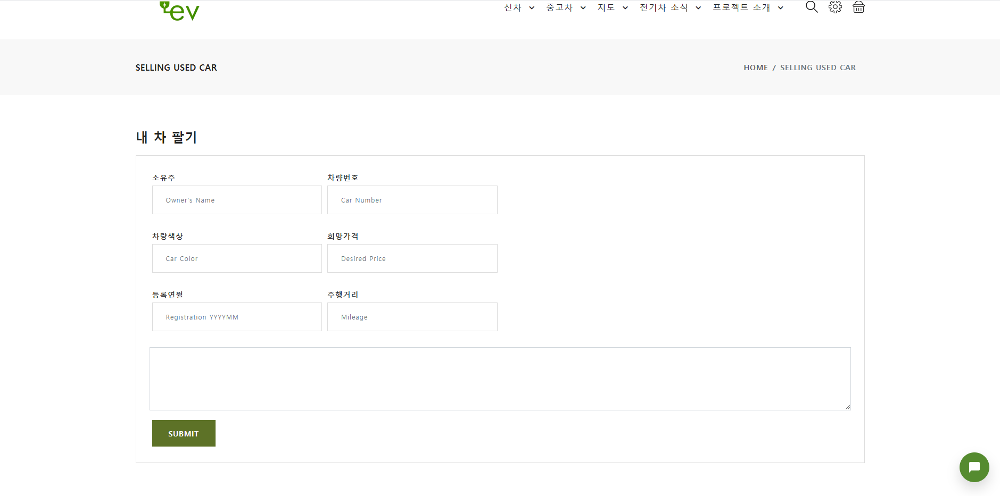 ev
신차 중고차 지도 전기차 소식 프로젝트 소개
SELLING USED CAR
HOME / SELLING USED CAR
내 차 팔기
소유주 차량번호
Owner's Name Car Number
차량색상 희망가격
Car Color Desired Price
등록연월 주행거리
Registration YYYYMM Mileage
SUBMIT